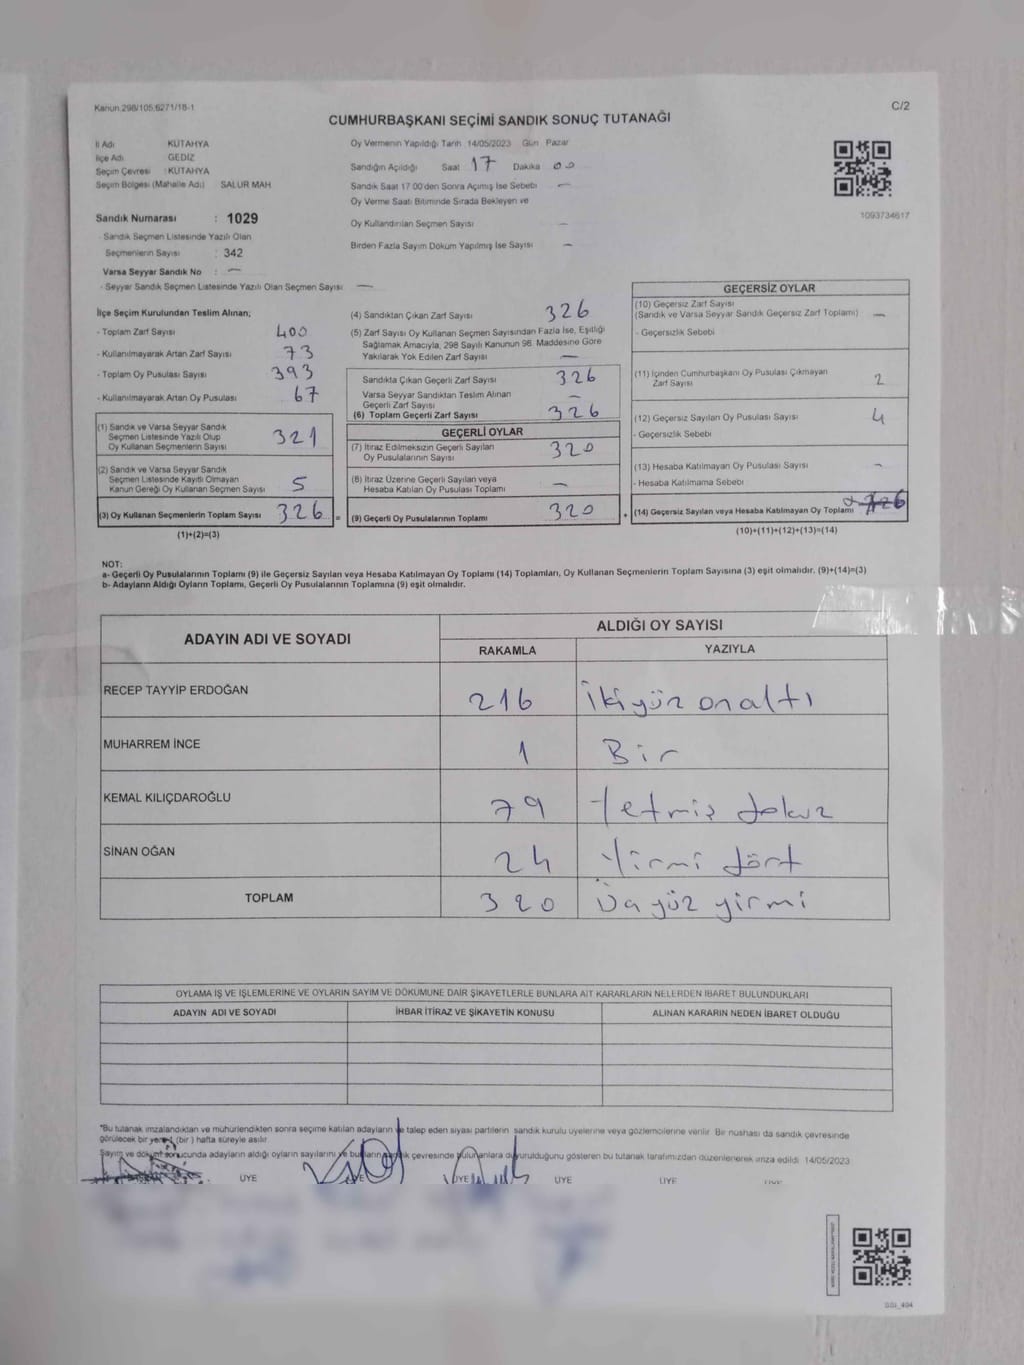 Kanun 298/105,6271/18-1
C/2
CUMHURBAŞKANI SEÇİMİ SANDIK SONUÇ TUTANAĞI
İl Adı KÜTAHYA
İlçe Adı GEDİZ
Seçim Çevresi : KÜTAHYA
Seçim Bölgesi (Mahalle Adı) SALUR MAH
Sandık Numarası : 1029
- Sandık Seçmen Listesinde Yazılı Olan
Seçmenlerin Sayısı : 342
Varsa Seyyar Sandık No : —
- Seyyar Sandık Seçmen Listesinde Yazılı Olan Seçmen Sayısı : —
Oy Vermenin Yapıldığı Tarih 14/05/2023 Gün Pazar
Sandığın Açıldığı Saat 17 Dakika 00
Sandık Saat 17 00'den Sonra Açımış İse Sebebi —
Oy Verme Saati Bitiminde Sırada Bekleyen ve
Oy Kullandırılan Seçmen Sayısı —
Birden Fazla Sayım Döküm Yapılmış İse Sayısı —
1093734617
İlçe Seçim Kurulundan Teslim Alınan;
- Toplam Zarf Sayısı 400
- Kullanılmayarak Artan Zarf Sayısı 73
- Toplam Oy Pusulası Sayısı 393
- Kullanılmayarak Artan Oy Pusulası 67
(1) Sandık ve Varsa Seyyar Sandık
Seçmen Listesinde Yazılı Olup
Oy Kullanan Seçmenlerin Sayısı 321
(2) Sandık ve Varsa Seyyar Sandık
Seçmen Listesinde Kayıtlı Olmayan
Kanun Gereği Oy Kullanan Seçmen Sayısı 5
(3) Oy Kullanan Seçmenlerin Toplam Sayısı 326
(1)+(2)=(3)
(4) Sandıktan Çıkan Zarf Sayısı 326
(5) Zarf Sayısı Oy Kullanan Seçmen Sayısından Fazla İse, Eşitliği
Sağlamak Amacıyla, 298 Sayılı Kanunun 98. Maddesine Göre
Yakılarak Yok Edilen Zarf Sayısı —
Sandıkta Çıkan Geçerli Zarf Sayısı 326
Varsa Seyyar Sandıktan Teslim Alınan
Geçerli Zarf Sayısı —
(6) Toplam Geçerli Zarf Sayısı 326
GEÇERLİ OYLAR
(7) İtiraz Edilmeksizin Geçerli Sayılan
Oy Pusulalarının Sayısı 320
(8) İtiraz Üzerine Geçerli Sayılan veya
Hesaba Katılan Oy Pusulası Toplamı —
= (9) Geçerli Oy Pusulalarının Toplamı 320 +
GEÇERSİZ OYLAR
(10) Geçersiz Zarf Sayısı
(Sandık ve Varsa Seyyar Sandık Geçersiz Zarf Toplamı) —
- Geçersizlik Sebebi
(11) İçinden Cumhurbaşkanı Oy Pusulası Çıkmayan
Zarf Sayısı 2
(12) Geçersiz Sayılan Oy Pusulası Sayısı 4
- Geçersizlik Sebebi
(13) Hesaba Katılmayan Oy Pusulası Sayısı —
- Hesaba Katılmama Sebebi
(14) Geçersiz Sayılan veya Hesaba Katılmayan Oy Toplamı
(10)+(11)+(12)+(13)=(14)
NOT:
a- Geçerli Oy Pusulalarının Toplamı (9) ile Geçersiz Sayılan veya Hesaba Katılmayan Oy Toplamı (14) Toplamları, Oy Kullanan Seçmenlerin Toplam Sayısına (3) eşit olmalıdır. (9)+(14)=(3)
b- Adayların Aldığı Oyların Toplamı, Geçerli Oy Pusulalarının Toplamına (9) eşit olmalıdır.
ADAYIN ADI VE SOYADI ALDIĞI OY SAYISI
RAKAMLA YAZIYLA
RECEP TAYYİP ERDOĞAN 216 İkiyüz onaltı
MUHARREM İNCE 1 Bir
KEMAL KILIÇDAROĞLU 79 Yetmiş dokuz
SİNAN OĞAN 24 Yirmi dört
TOPLAM 320 Üçyüz yirmi
OYLAMA İŞ VE İŞLEMLERİNE VE OYLARIN SAYIM VE DÖKÜMÜNE DAİR ŞİKAYETLERLE BUNLARA AİT KARARLARIN NELERDEN İBARET BULUNDUKLARI
ADAYIN ADI VE SOYADI İHBAR İTİRAZ VE ŞİKAYETİN KONUSU ALINAN KARARIN NEDEN İBARET OLDUĞU
*Bu tutanak imzalandıktan ve mühürlendikten sonra seçime katılan adayların ve talep eden siyasi partilerin sandık kurulu üyelerine veya gözlemcilerine verilir. Bir nüshası da sandık çevresinde
görülecek bir yere 1 (bir) hafta süreyle asılır
Sayım ve döküm sonucunda adayların aldığı oyların sayılarını ve bunların sandık çevresinde bulunanlara duyurulduğunu gösteren bu tutanak tarafımızdan düzenlenerek imza edildi. 14/05/2023
ÜYE ÜYE ÜYE ÜYE